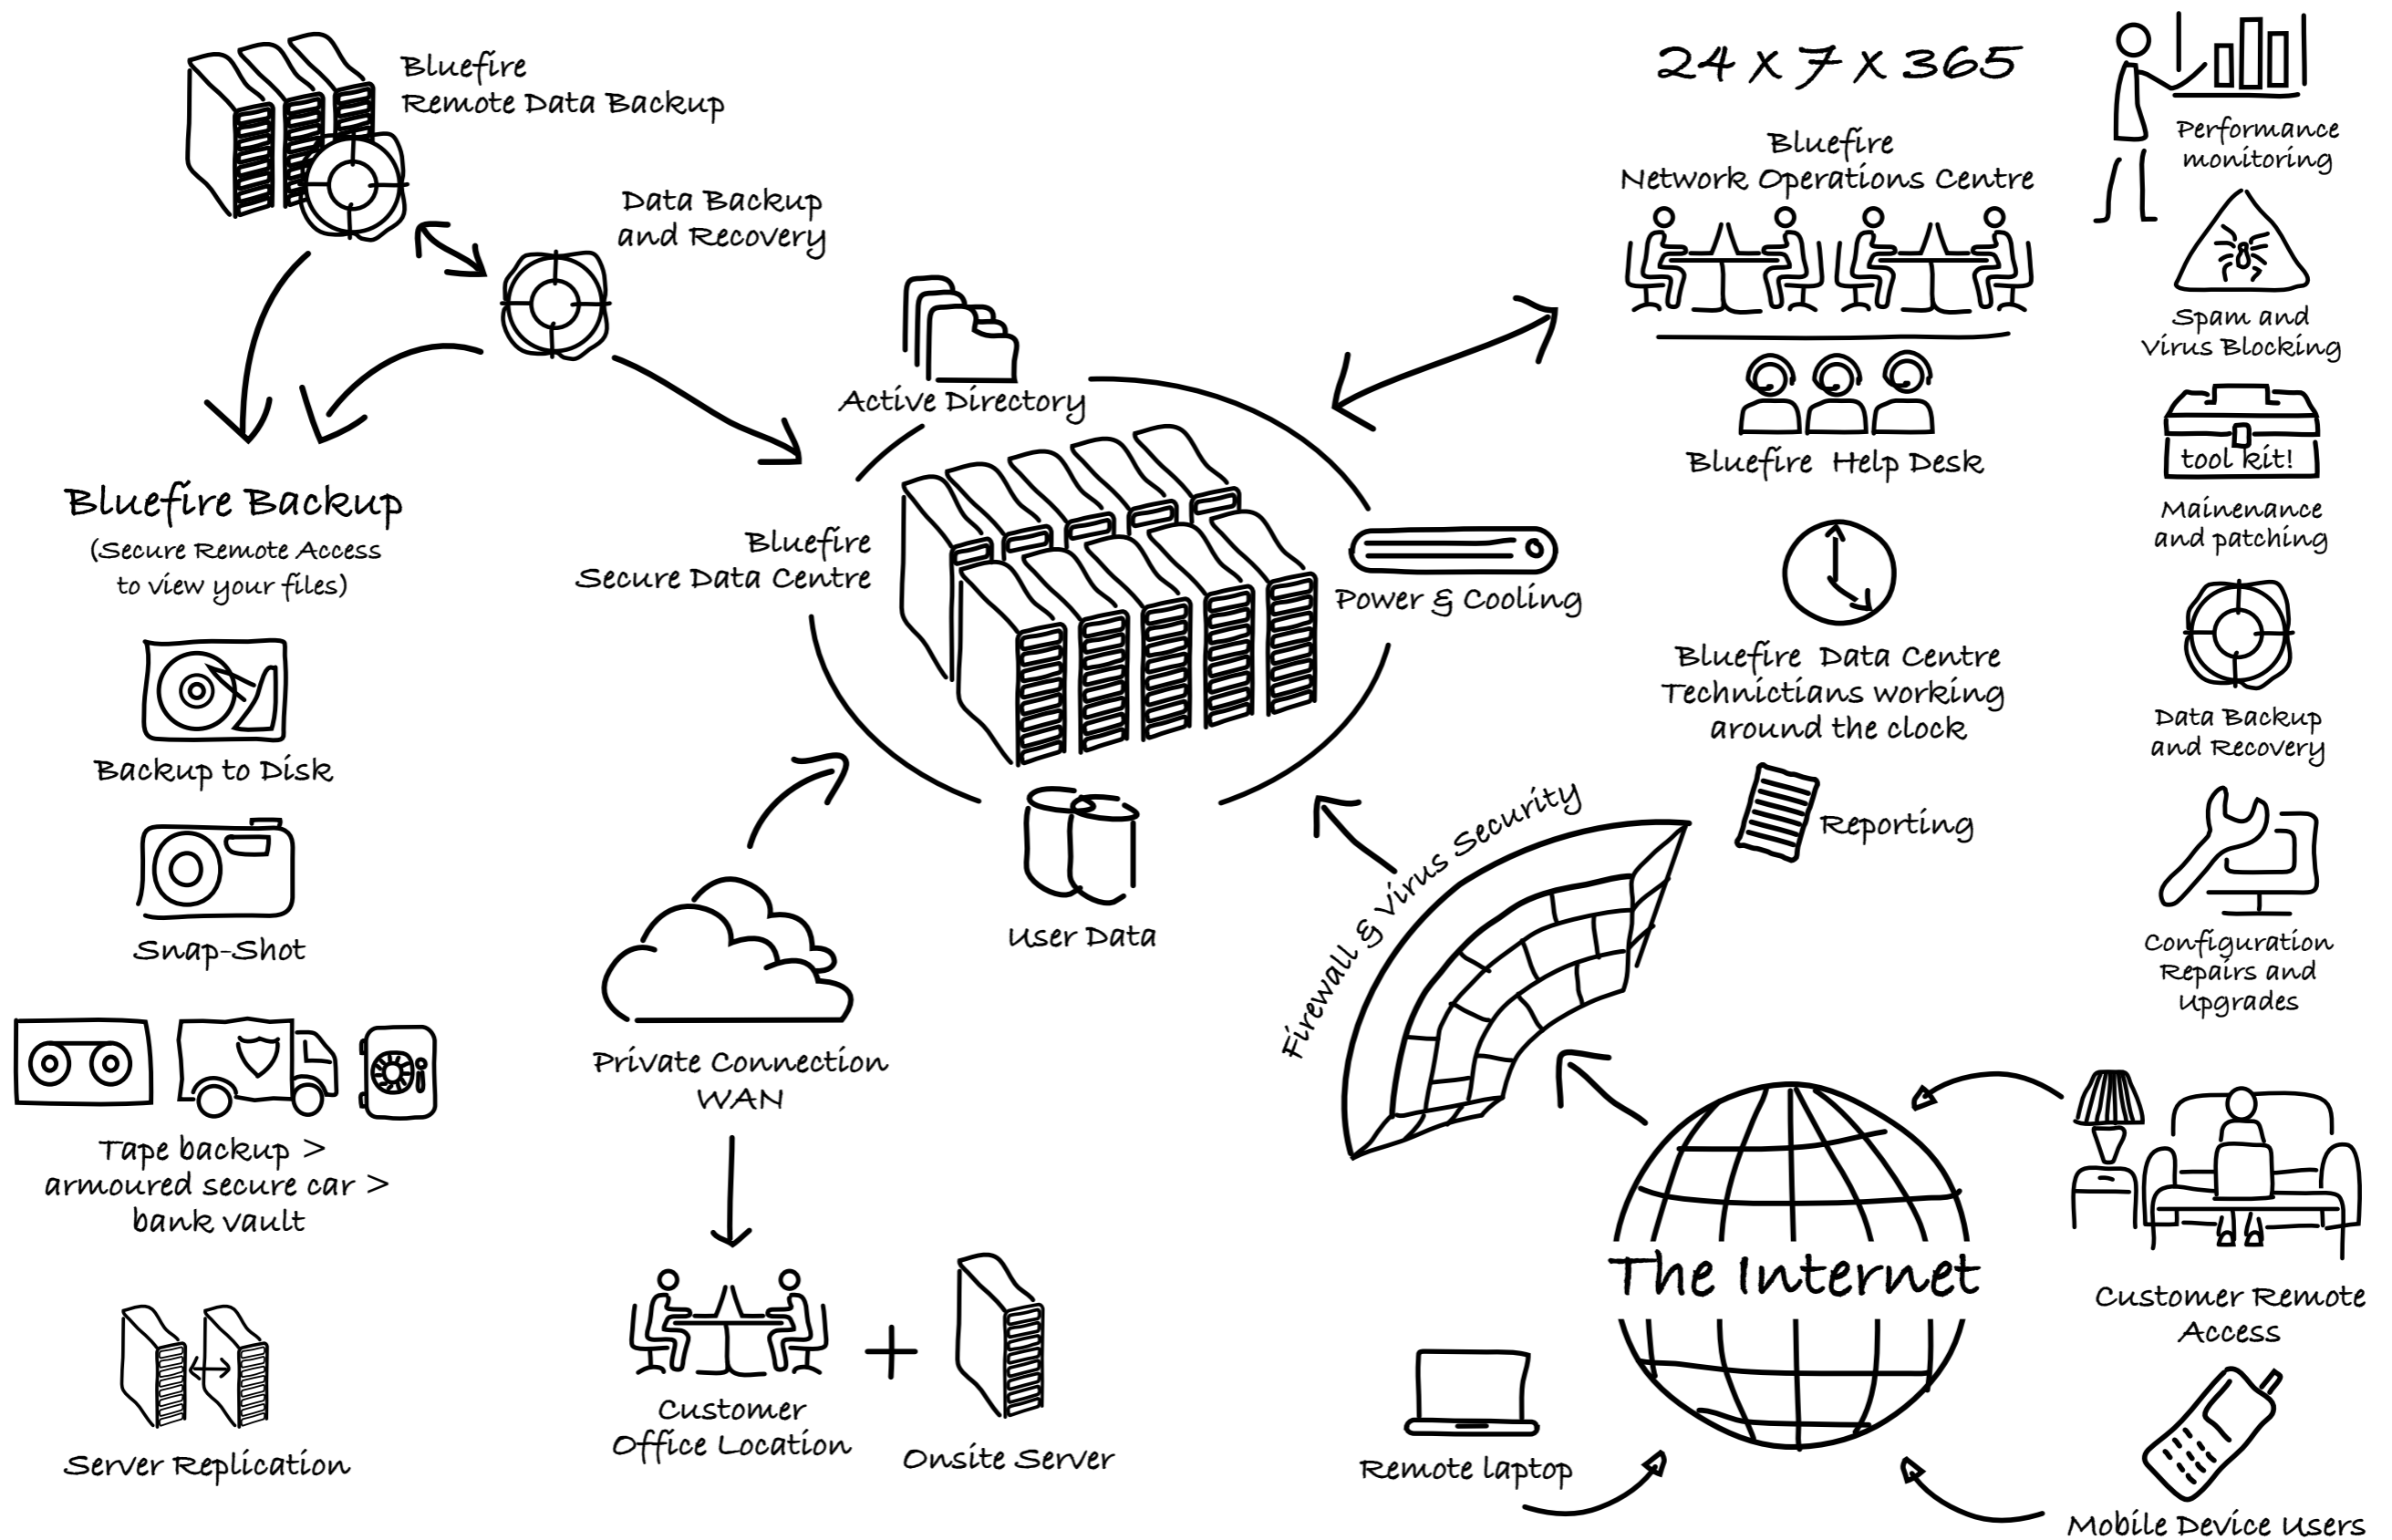 Bluefire
Remote Data Backup
Data Backup
and Recovery
Bluefire Backup
(Secure Remote Access
to view your files)
Backup to Disk
Snap-Shot
Tape backup >
armoured secure car >
bank vault
Server Replication
Active Directory
Bluefire
Secure Data Centre
Power & Cooling
User Data
Private Connection
WAN
Customer
Office Location
+
Onsite Server
24 x 7 x 365
Bluefire
Network Operations Centre
Bluefire Help Desk
Bluefire Data Centre
Technictians working
around the clock
Reporting
Firewall & Virus Security
Performance
monitoring
Spam and
Virus Blocking
tool kit!
Mainenance
and patching
Data Backup
and Recovery
Configuration
Repairs and
Upgrades
The Internet
Customer Remote
Access
Remote laptop
Mobile Device Users